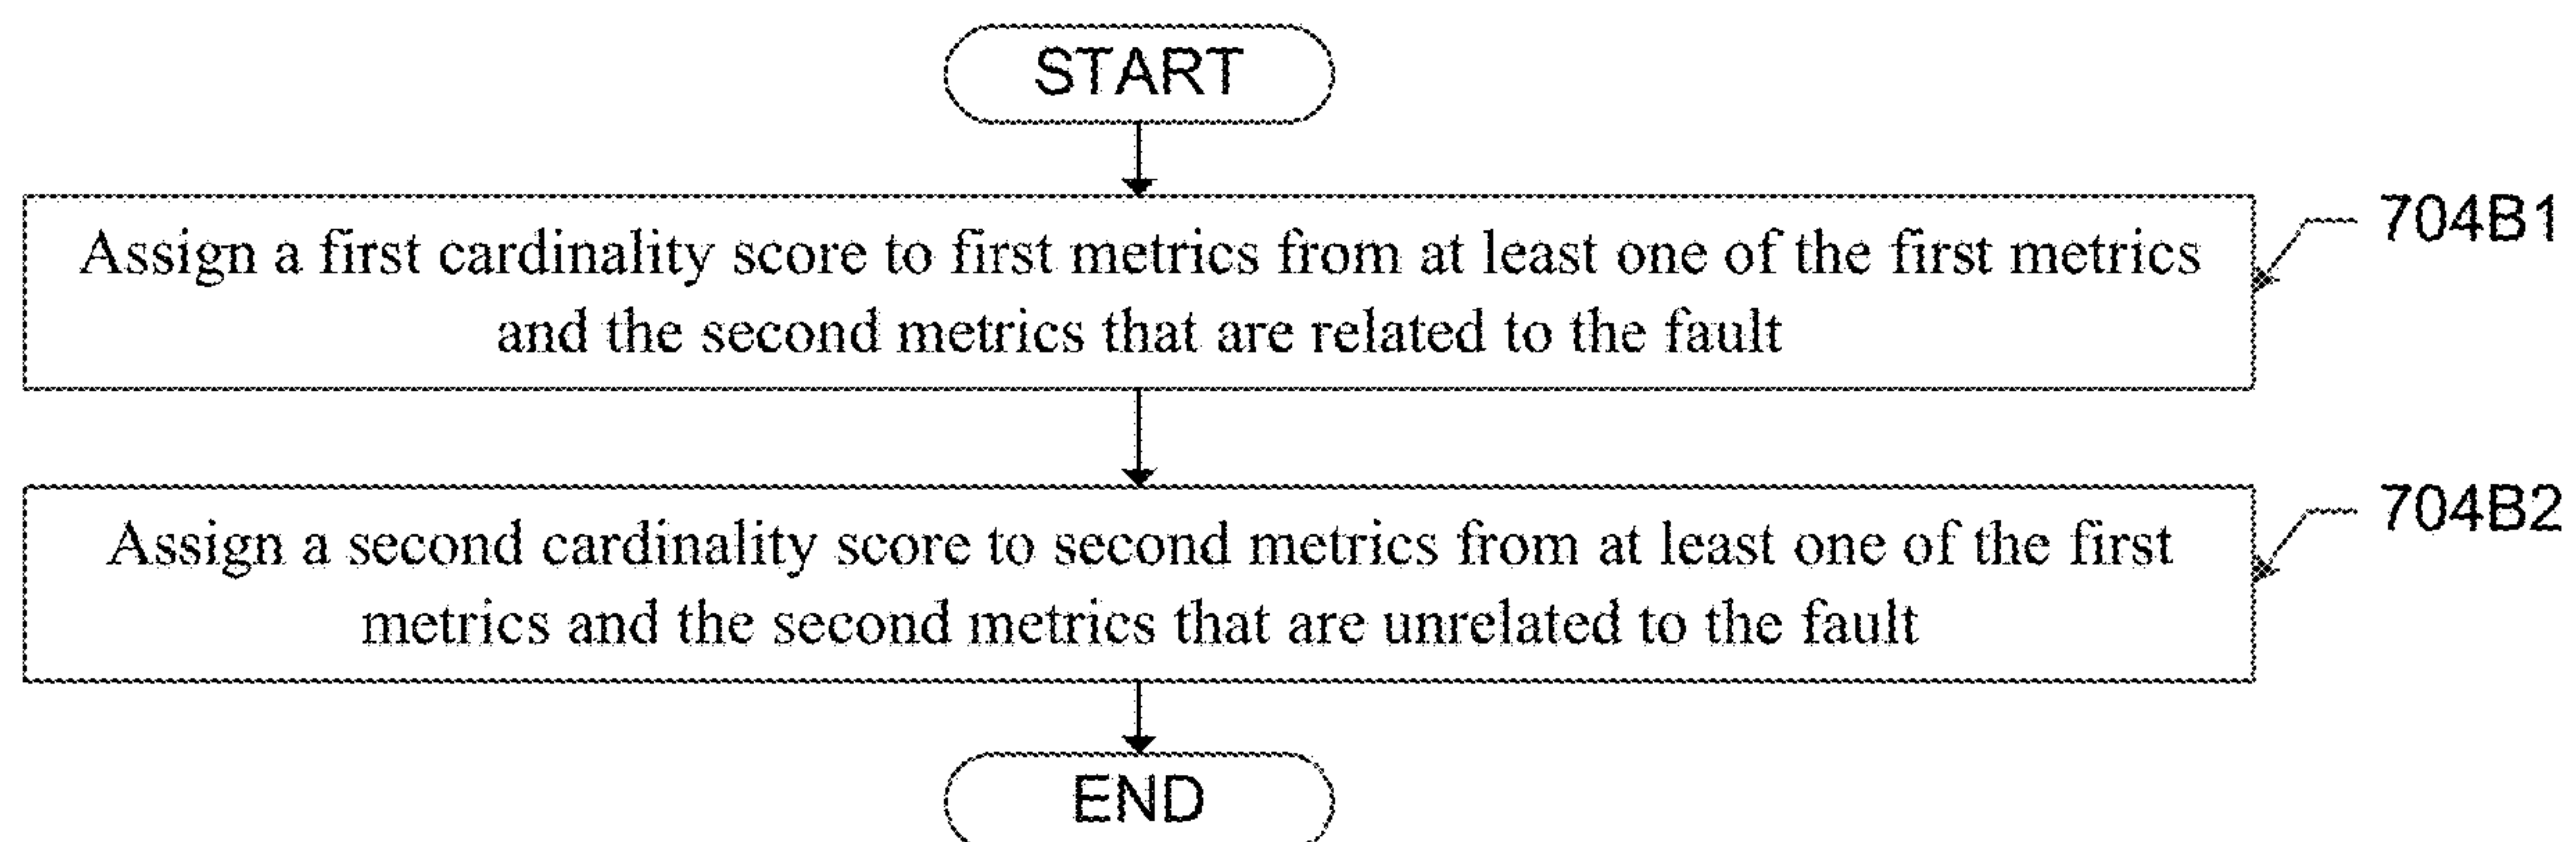 START
Assign a first cardinality score to first metrics from at least one of the first metrics
and the second metrics that are related to the fault
704B1
Assign a second cardinality score to second metrics from at least one of the first
metrics and the second metrics that are unrelated to the fault
704B2
END